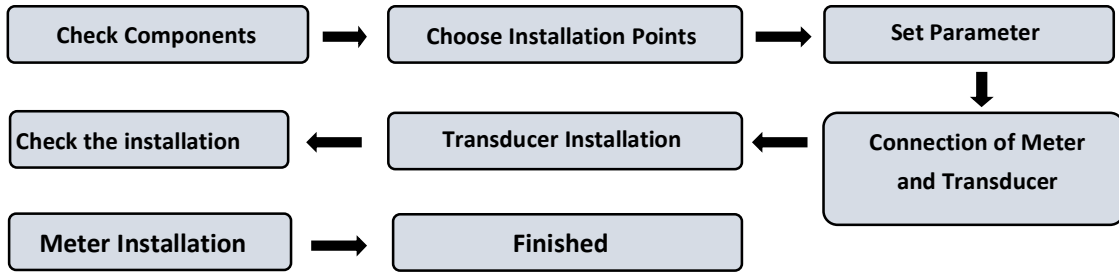 Check Components
Choose Installation Points
Set Parameter
Check the installation
Transducer Installation
Connection of Meter
and Transducer
Meter Installation
Finished